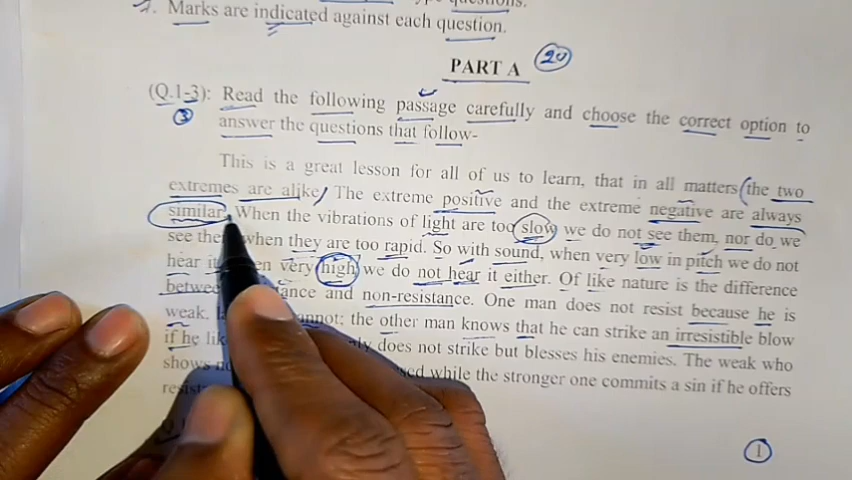 questions.
4. Marks are indicated against each question.
PART A
20
(Q.1-3): Read the following passage carefully and choose the correct option to
3
answer the questions that follow-
This is a great lesson for all of us to learn, that in all matters the two
extremes are alike. The extreme positive and the extreme negative are always
similar. When the vibrations of light are too slow we do not see them, nor do we
see when they are too rapid. So with sound, when very low in pitch we do not
hear very high we do not hear it either. Of like nature is the difference
and non-resistance. One man does not resist because he is
weak. the other man knows that he can strike an irresistible blow
if he does not strike but blesses his enemies. The weak who
shows while the stronger one commits a sin if he offers
1